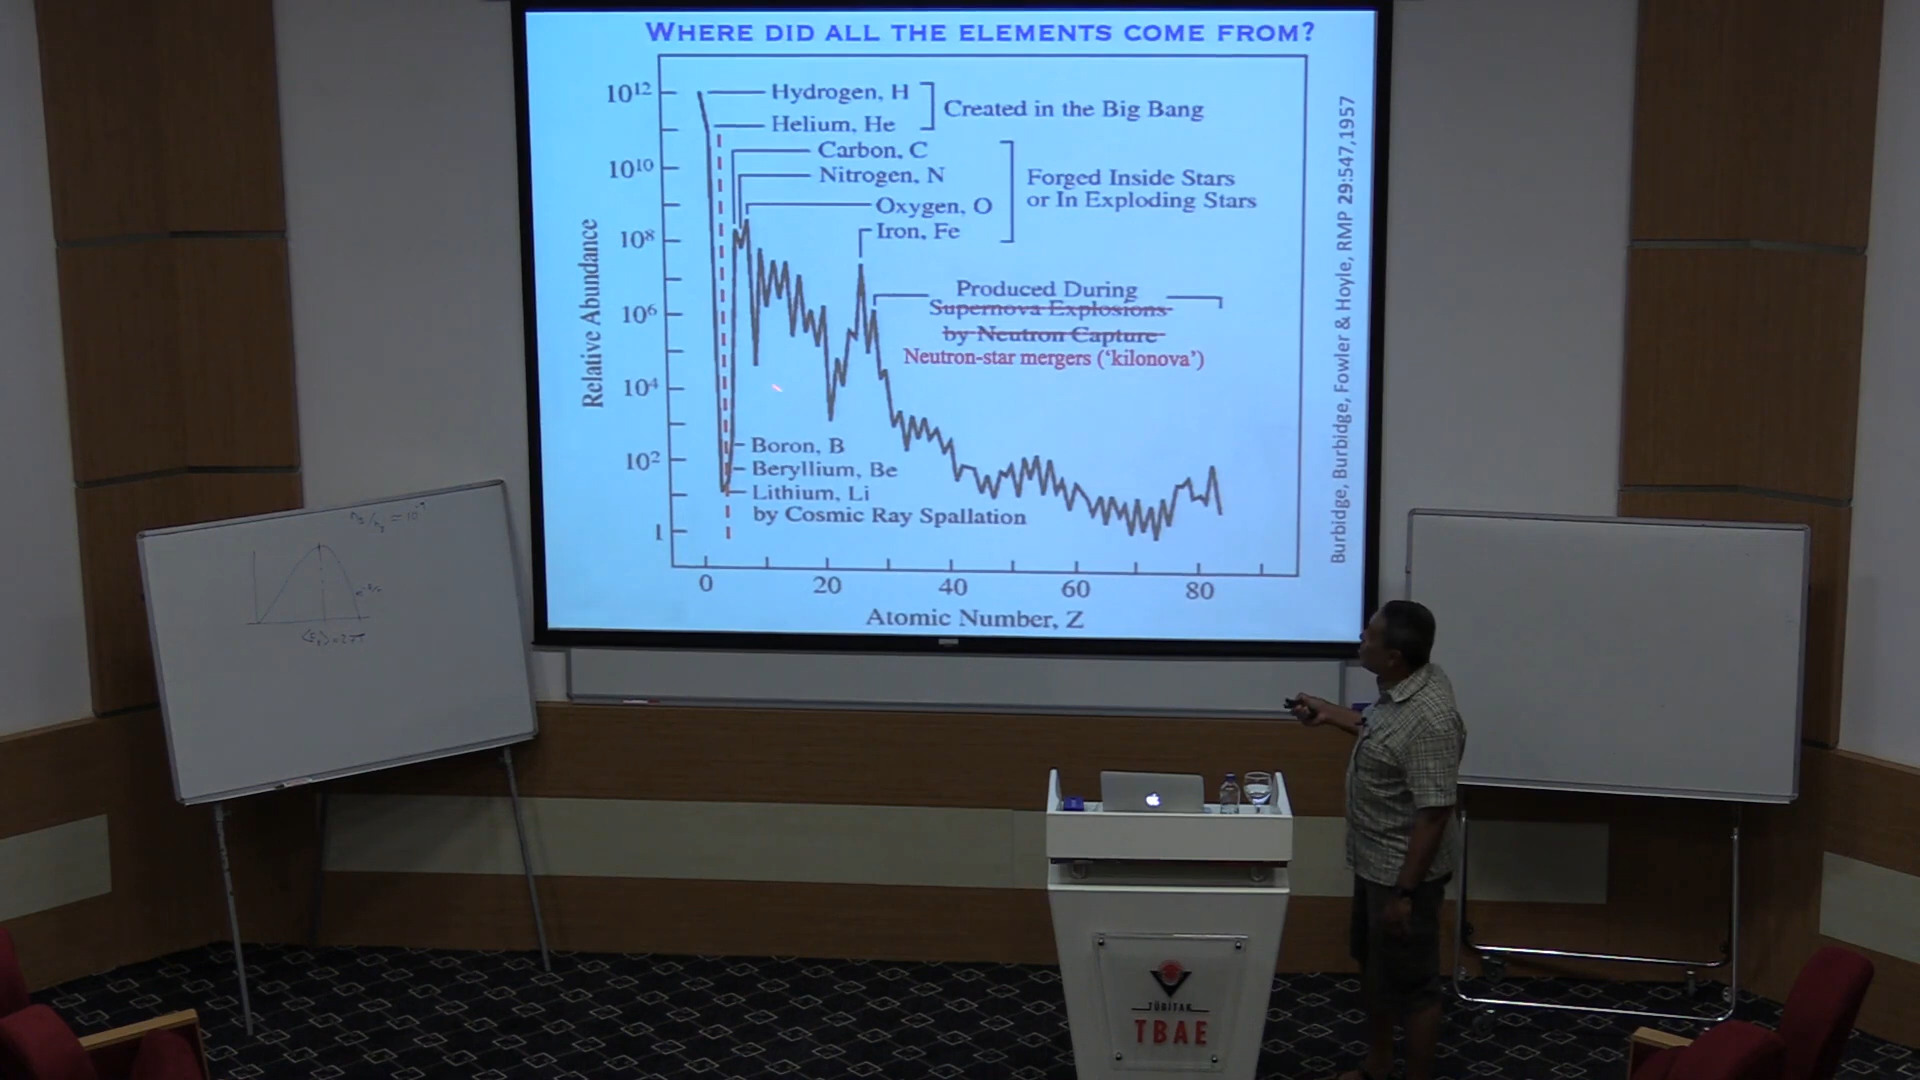 WHERE DID ALL THE ELEMENTS COME FROM?
10¹²
10¹⁰
10⁸
10⁶
10⁴
10²
1
Relative Abundance
Hydrogen, H
Helium, He
Created in the Big Bang
Carbon, C
Nitrogen, N
Oxygen, O
Iron, Fe
Forged Inside Stars
or In Exploding Stars
Produced During
Supernova Explosions
by Neutron Capture
Neutron-star mergers (‘kilonova’)
Boron, B
Beryllium, Be
Lithium, Li
by Cosmic Ray Spallation
0 20 40 60 80
Atomic Number, Z
Burbidge, Burbidge, Fowler & Hoyle, RMP 29:547,1957
TÜBİTAK
TBAE